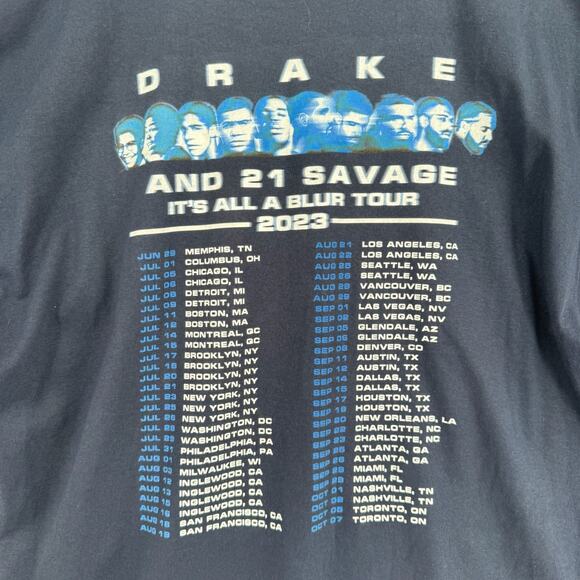 DRAKE
AND 21 SAVAGE
IT'S ALL A BLUR TOUR
2023
JUN 29 MEMPHIS, TN
JUL 01 COLUMBUS, OH
JUL 05 CHICAGO, IL
JUL 06 CHICAGO, IL
JUL 08 DETROIT, MI
JUL 09 DETROIT, MI
JUL 11 BOSTON, MA
JUL 12 BOSTON, MA
JUL 14 MONTREAL, QC
JUL 15 MONTREAL, QC
JUL 17 BROOKLYN, NY
JUL 18 BROOKLYN, NY
JUL 20 BROOKLYN, NY
JUL 21 BROOKLYN, NY
JUL 23 NEW YORK, NY
JUL 25 NEW YORK, NY
JUL 26 NEW YORK, NY
JUL 28 WASHINGTON, DC
JUL 29 WASHINGTON, DC
JUL 31 PHILADELPHIA, PA
AUG 01 PHILADELPHIA, PA
AUG 03 MILWAUKEE, WI
AUG 12 INGLEWOOD, CA
AUG 13 INGLEWOOD, CA
AUG 15 INGLEWOOD, CA
AUG 16 INGLEWOOD, CA
AUG 18 SAN FRANCISCO, CA
AUG 19 SAN FRANCISCO, CA
AUG 21 LOS ANGELES, CA
AUG 22 LOS ANGELES, CA
AUG 25 SEATTLE, WA
AUG 26 SEATTLE, WA
AUG 28 VANCOUVER, BC
AUG 29 VANCOUVER, BC
SEP 01 LAS VEGAS, NV
SEP 02 LAS VEGAS, NV
SEP 05 GLENDALE, AZ
SEP 06 GLENDALE, AZ
SEP 08 DENVER, CO
SEP 11 AUSTIN, TX
SEP 12 AUSTIN, TX
SEP 14 DALLAS, TX
SEP 15 DALLAS, TX
SEP 17 HOUSTON, TX
SEP 18 HOUSTON, TX
SEP 20 NEW ORLEANS, LA
SEP 22 CHARLOTTE, NC
SEP 23 CHARLOTTE, NC
SEP 25 ATLANTA, GA
SEP 26 ATLANTA, GA
SEP 28 MIAMI, FL
SEP 29 MIAMI, FL
OCT 01 NASHVILLE, TN
OCT 02 NASHVILLE, TN
OCT 06 TORONTO, ON
OCT 07 TORONTO, ON